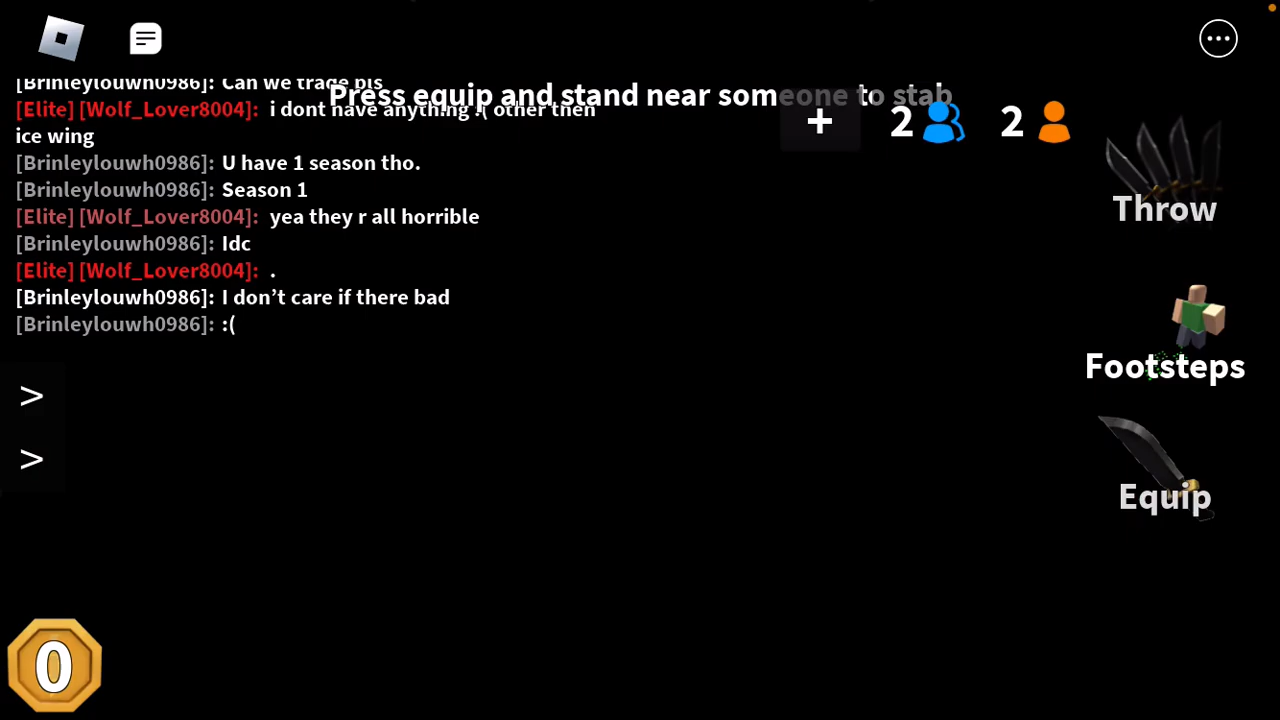 [Brinleylouwh0986]: Can we trade pls
Press equip and stand near someone to stab
[Elite] [Wolf_Lover8004]: i dont have anything :( other then
ice wing
[Brinleylouwh0986]: U have 1 season tho.
[Brinleylouwh0986]: Season 1
[Elite] [Wolf_Lover8004]: yea they r all horrible
[Brinleylouwh0986]: Idc
[Elite] [Wolf_Lover8004]: .
[Brinleylouwh0986]: I don’t care if there bad
[Brinleylouwh0986]: :(
+
2
2
Throw
Footsteps
Equip
>
>
0